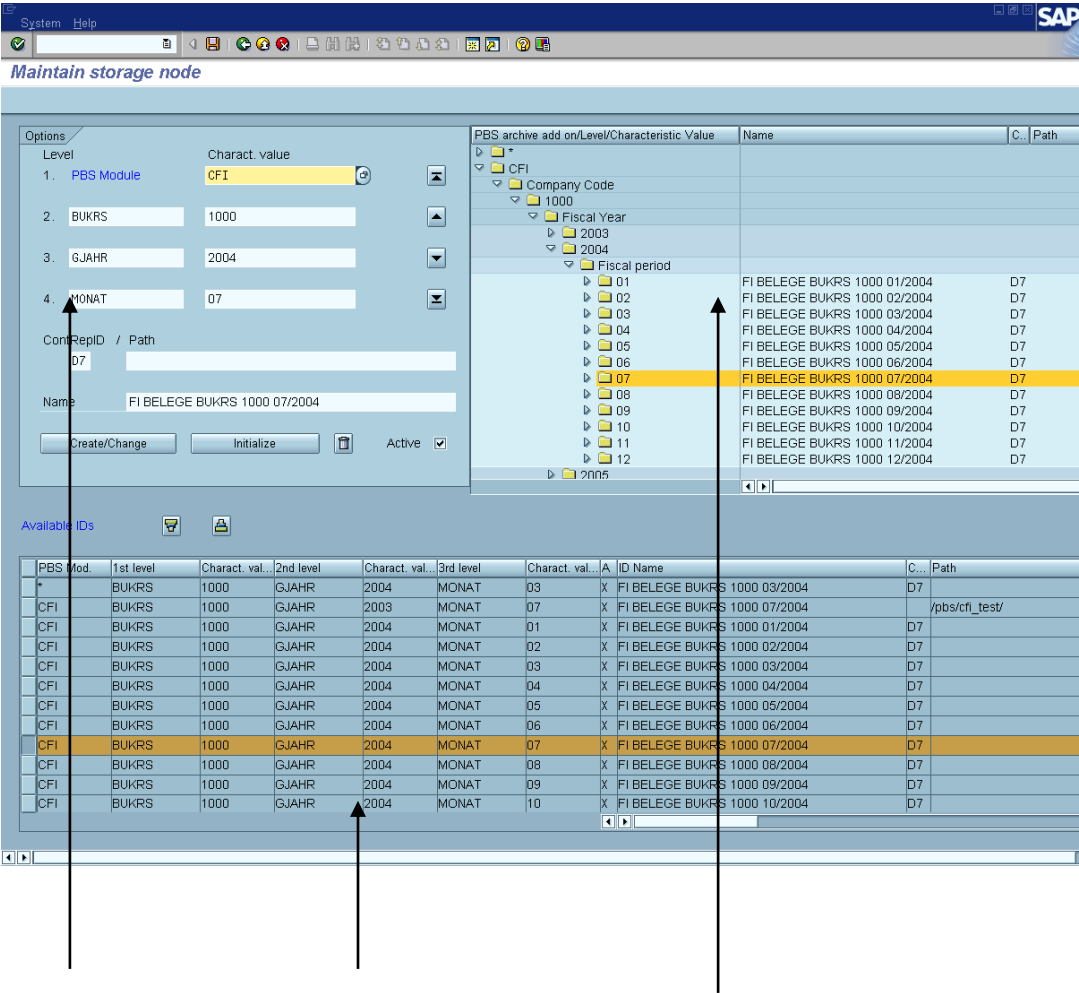 System Help
SAP
Maintain storage node
Options
Level Charact. value
1. PBS Module CFI
2. BUKRS 1000
3. GJAHR 2004
4. MONAT 07
ContRepID / Path
D7
Name FI BELEGE BUKRS 1000 07/2004
Create/Change Initialize Active
PBS archive add on/Level/Characteristic Value Name C.. Path
*
CFI
Company Code
1000
Fiscal Year
2003
2004
Fiscal period
01 FI BELEGE BUKRS 1000 01/2004 D7
02 FI BELEGE BUKRS 1000 02/2004 D7
03 FI BELEGE BUKRS 1000 03/2004 D7
04 FI BELEGE BUKRS 1000 04/2004 D7
05 FI BELEGE BUKRS 1000 05/2004 D7
06 FI BELEGE BUKRS 1000 06/2004 D7
07 FI BELEGE BUKRS 1000 07/2004 D7
08 FI BELEGE BUKRS 1000 08/2004 D7
09 FI BELEGE BUKRS 1000 09/2004 D7
10 FI BELEGE BUKRS 1000 10/2004 D7
11 FI BELEGE BUKRS 1000 11/2004 D7
12 FI BELEGE BUKRS 1000 12/2004 D7
2005
Available IDs
PBS Mod. 1st level Charact. val... 2nd level Charact. val... 3rd level Charact. val... A ID Name C... Path
* BUKRS 1000 GJAHR 2004 MONAT 03 X FI BELEGE BUKRS 1000 03/2004 D7
CFI BUKRS 1000 GJAHR 2003 MONAT 07 X FI BELEGE BUKRS 1000 07/2004 /pbs/cfi_test/
CFI BUKRS 1000 GJAHR 2004 MONAT 01 X FI BELEGE BUKRS 1000 01/2004 D7
CFI BUKRS 1000 GJAHR 2004 MONAT 02 X FI BELEGE BUKRS 1000 02/2004 D7
CFI BUKRS 1000 GJAHR 2004 MONAT 03 X FI BELEGE BUKRS 1000 03/2004 D7
CFI BUKRS 1000 GJAHR 2004 MONAT 04 X FI BELEGE BUKRS 1000 04/2004 D7
CFI BUKRS 1000 GJAHR 2004 MONAT 05 X FI BELEGE BUKRS 1000 05/2004 D7
CFI BUKRS 1000 GJAHR 2004 MONAT 06 X FI BELEGE BUKRS 1000 06/2004 D7
CFI BUKRS 1000 GJAHR 2004 MONAT 07 X FI BELEGE BUKRS 1000 07/2004 D7
CFI BUKRS 1000 GJAHR 2004 MONAT 08 X FI BELEGE BUKRS 1000 08/2004 D7
CFI BUKRS 1000 GJAHR 2004 MONAT 09 X FI BELEGE BUKRS 1000 09/2004 D7
CFI BUKRS 1000 GJAHR 2004 MONAT 10 X FI BELEGE BUKRS 1000 10/2004 D7